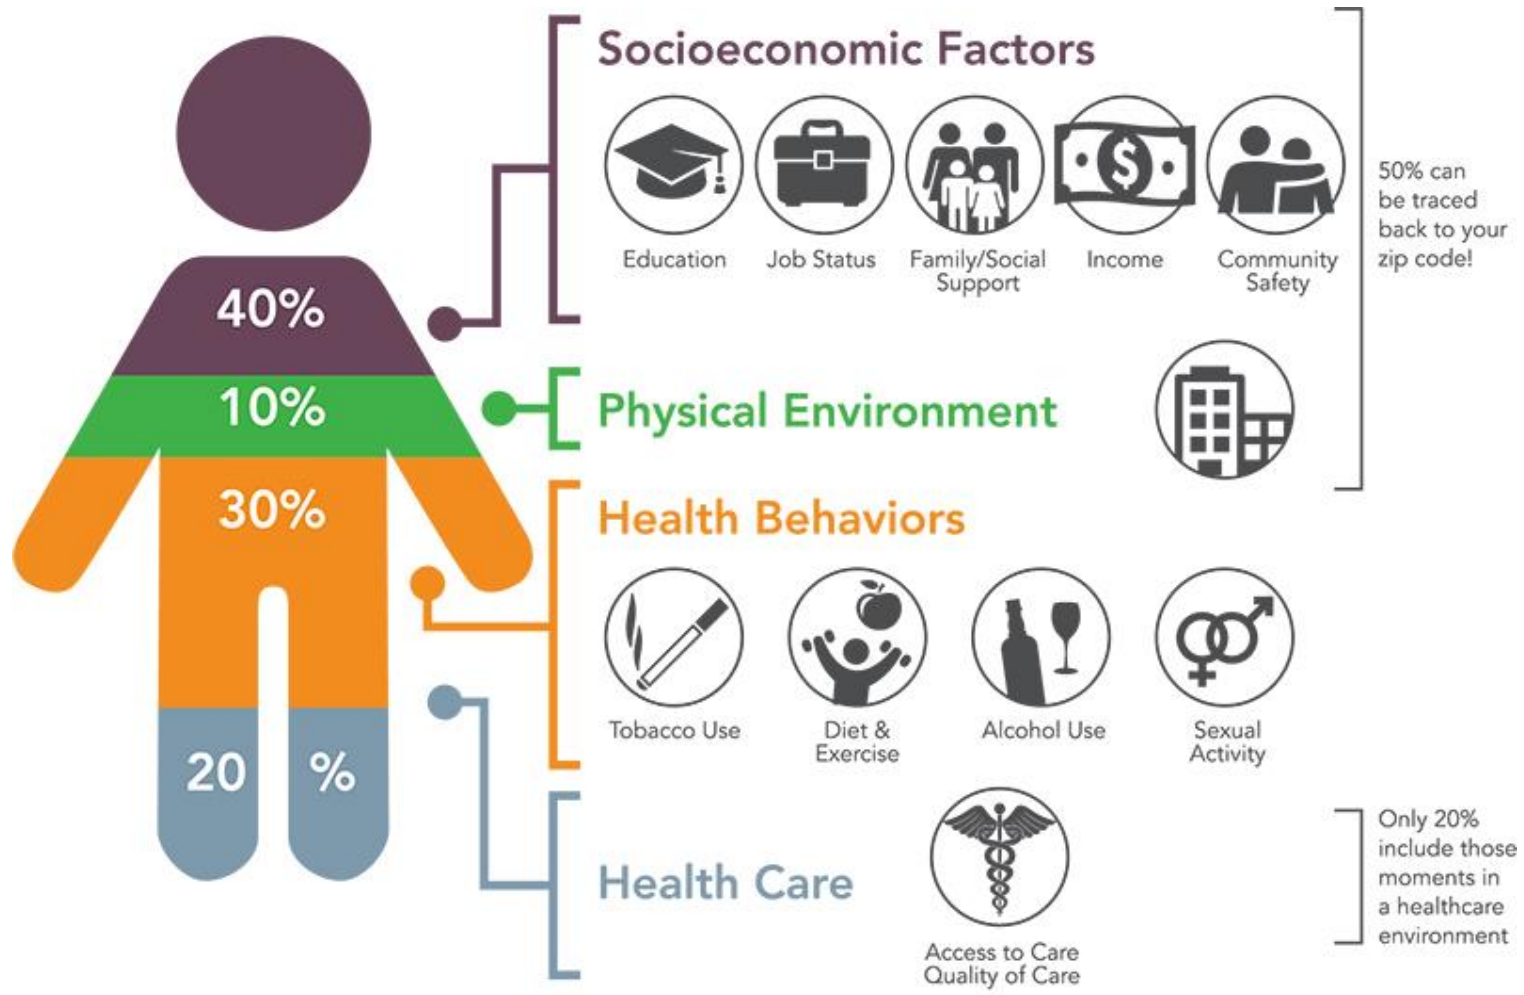 Socioeconomic Factors
Education
Job Status
Family/Social
Support
Income
Community
Safety
50% can
be traced
back to your
zip code!
40%
10%
Physical Environment
30%
Health Behaviors
Tobacco Use
Diet &
Exercise
Alcohol Use
Sexual
Activity
20 %
Health Care
Access to Care
Quality of Care
Only 20%
include those
moments in
a healthcare
environment